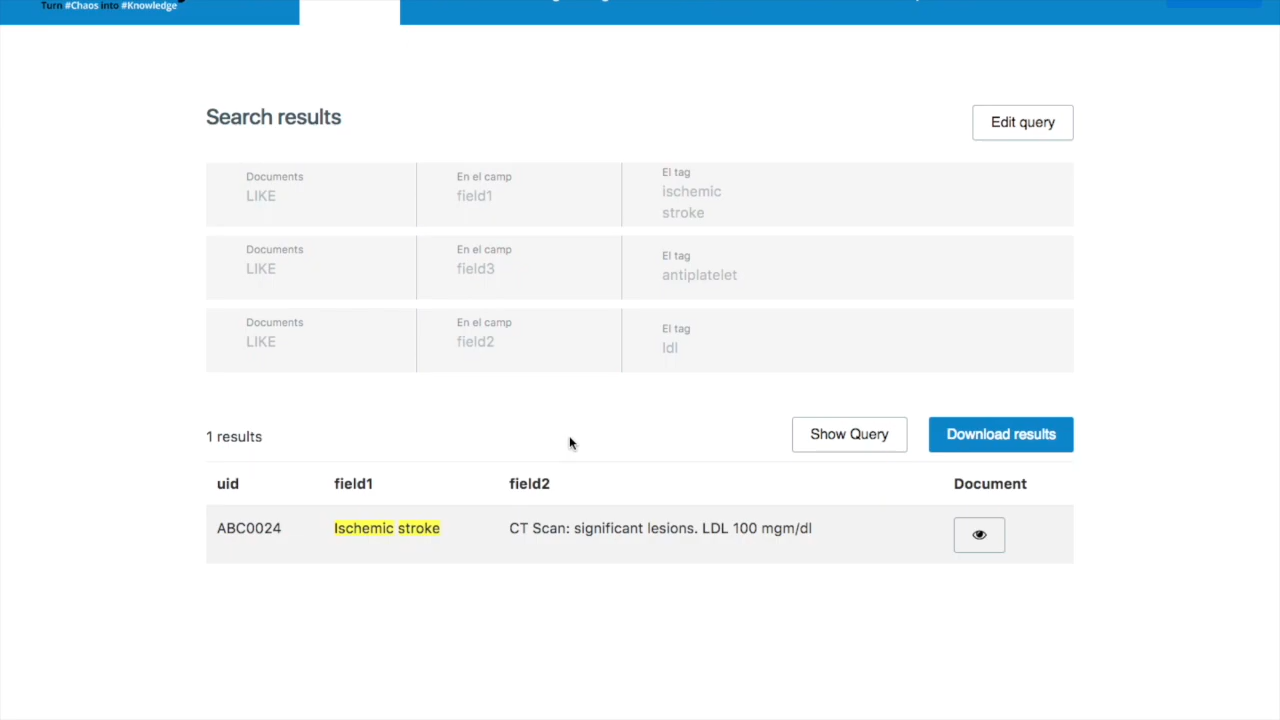 Turn #Chaos into #Knowledge
Search results
Edit query
Documents
LIKE
En el camp
field1
El tag
ischemic
stroke
Documents
LIKE
En el camp
field3
El tag
antiplatelet
Documents
LIKE
En el camp
field2
El tag
ldl
1 results
Show Query
Download results
uid field1 field2 Document
ABC0024 Ischemic stroke CT Scan: significant lesions. LDL 100 mgm/dl